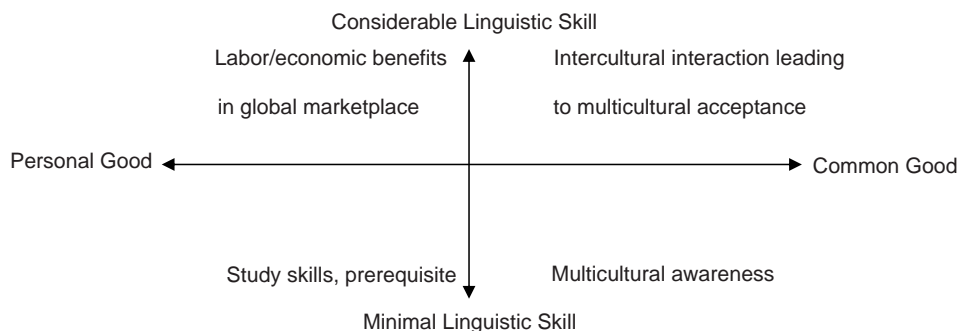 Considerable Linguistic Skill
Labor/economic benefits
in global marketplace
Intercultural interaction leading
to multicultural acceptance
Personal Good
Common Good
Study skills, prerequisite
Multicultural awareness
Minimal Linguistic Skill